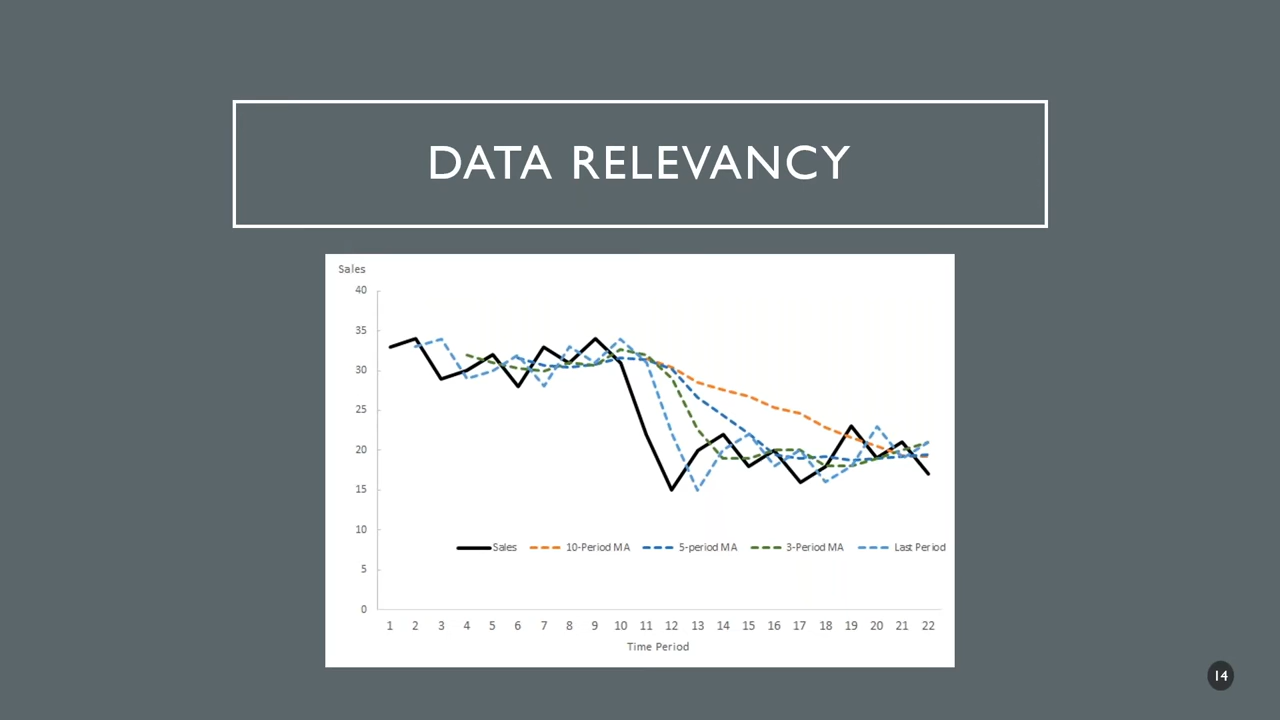 DATA RELEVANCY
Sales
40
35
30
25
20
15
10
5
0
Sales 10-Period MA 5-period MA 3-Period MA Last Period
1 2 3 4 5 6 7 8 9 10 11 12 13 14 15 16 17 18 19 20 21 22
Time Period
14